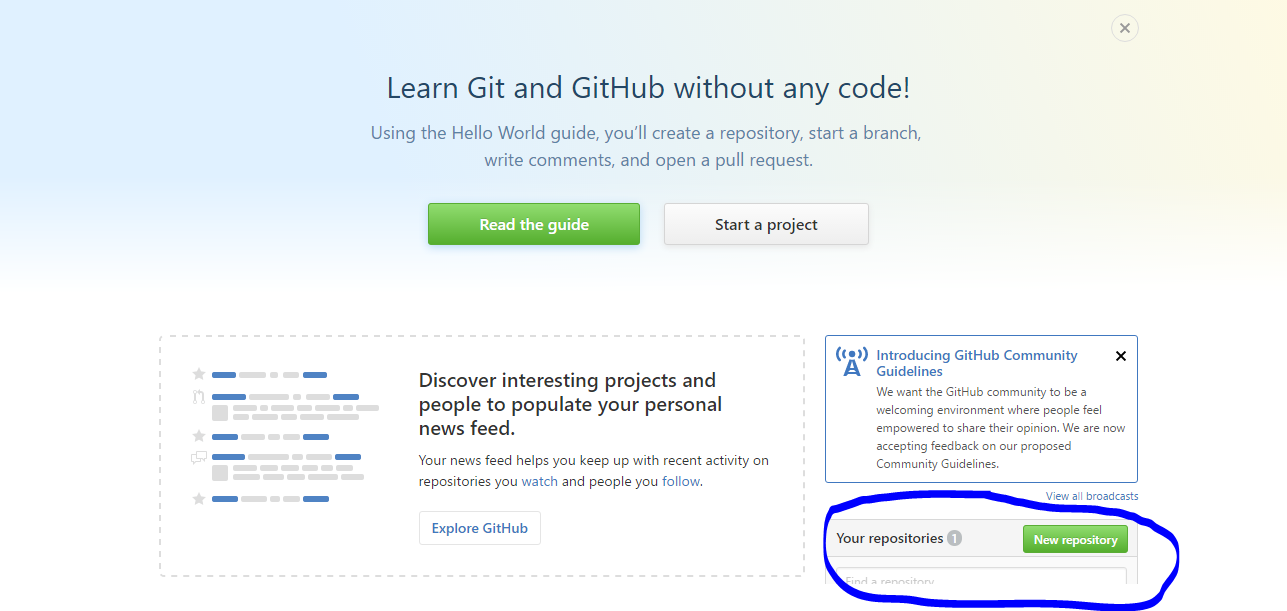 Learn Git and GitHub without any code!
Using the Hello World guide, you’ll create a repository, start a branch,
write comments, and open a pull request.
Read the guide
Start a project
Discover interesting projects and
people to populate your personal
news feed.
Your news feed helps you keep up with recent activity on
repositories you watch and people you follow.
Explore GitHub
Introducing GitHub Community
Guidelines
We want the GitHub community to be a
welcoming environment where people feel
empowered to share their opinion. We are now
accepting feedback on our proposed
Community Guidelines.
View all broadcasts
Your repositories 1
New repository
Find a repository